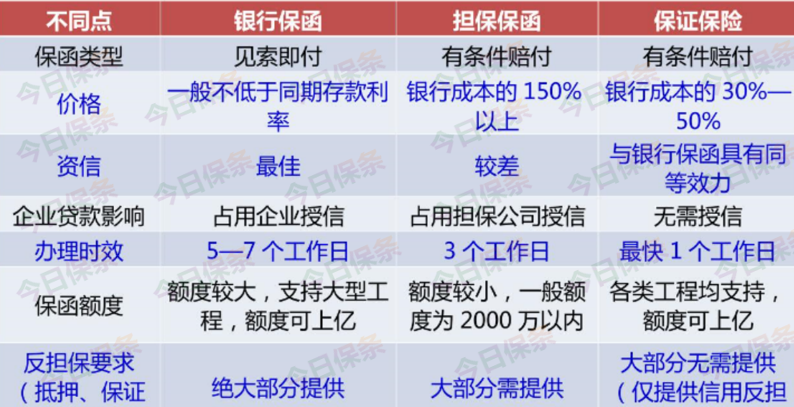 不同点 银行保函 担保保函 保证保险
保函类型 见索即付 有条件赔付 有条件赔付
价格 一般不低于同期存款利率 银行成本的 150%以上 银行成本的 30%—50%
资信 最佳 较差 与银行保函具有同等效力
企业贷款影响 占用企业授信 占用担保公司授信 无需授信
办理时效 5—7 个工作日 3 个工作日 最快 1 个工作日
保函额度 额度较大，支持大型工程，额度可上亿 额度较小，一般额度为 2000 万以内 各类工程均支持，额度可上亿
反担保要求（抵押、保证 绝大部分提供 大部分需提供 大部分无需提供（仅提供信用反担
今日保条